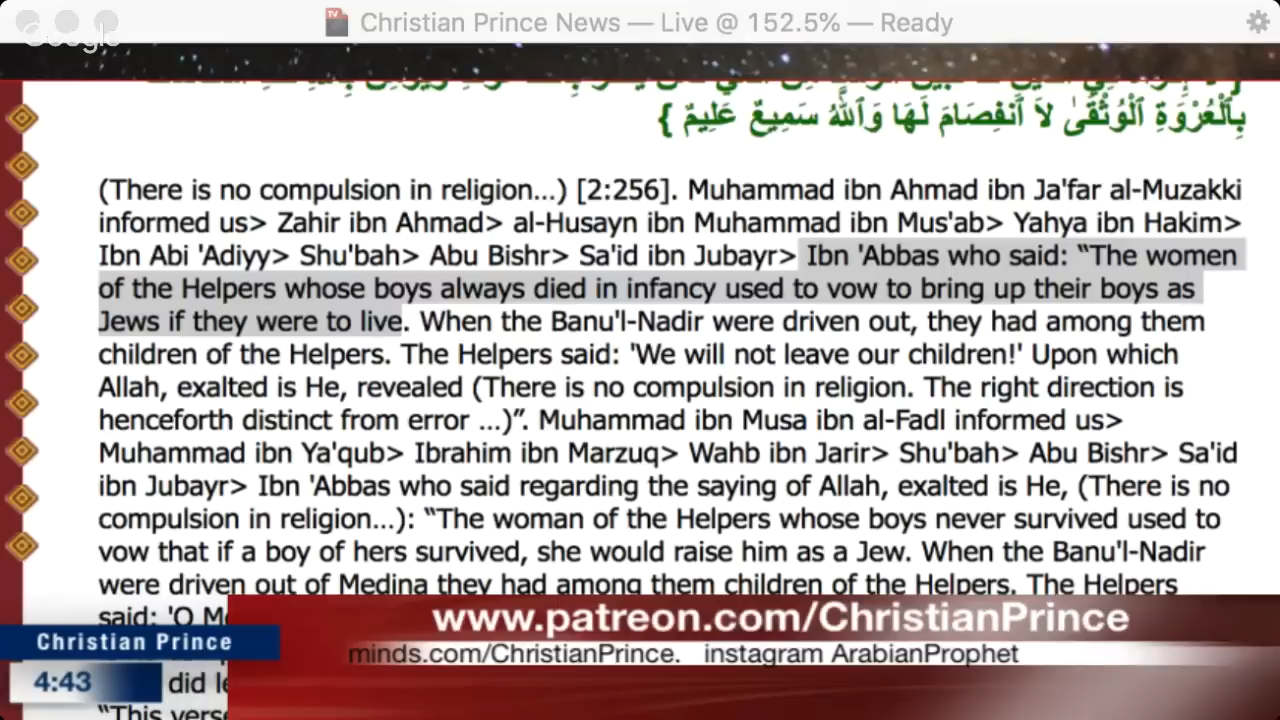 Christian Prince News — Live @ 152.5% — Ready
Google
بِٱلْعُرْوَةِ ٱلْوُثْقَىٰ لاَ ٱنفِصَامَ لَهَا وَٱللَّهُ سَمِيعٌ عَلِيمٌ }
(There is no compulsion in religion...) [2:256]. Muhammad ibn Ahmad ibn Ja'far al-Muzakki
informed us> Zahir ibn Ahmad> al-Husayn ibn Muhammad ibn Mus'ab> Yahya ibn Hakim>
Ibn Abi 'Adiyy> Shu'bah> Abu Bishr> Sa'id ibn Jubayr> Ibn 'Abbas who said: “The women
of the Helpers whose boys always died in infancy used to vow to bring up their boys as
Jews if they were to live. When the Banu'l-Nadir were driven out, they had among them
children of the Helpers. The Helpers said: 'We will not leave our children!' Upon which
Allah, exalted is He, revealed (There is no compulsion in religion. The right direction is
henceforth distinct from error ...)”. Muhammad ibn Musa ibn al-Fadl informed us>
Muhammad ibn Ya'qub> Ibrahim ibn Marzuq> Wahb ibn Jarir> Shu'bah> Abu Bishr> Sa'id
ibn Jubayr> Ibn 'Abbas who said regarding the saying of Allah, exalted is He, (There is no
compulsion in religion...): “The woman of the Helpers whose boys never survived used to
vow that if a boy of hers survived, she would raise him as a Jew. When the Banu'l-Nadir
were driven out of Medina they had among them children of the Helpers. The Helpers
said: 'O
www.patreon.com/ChristianPrince
Christian Prince
minds.com/ChristianPrince. instagram ArabianProphet
4:43
did
“This